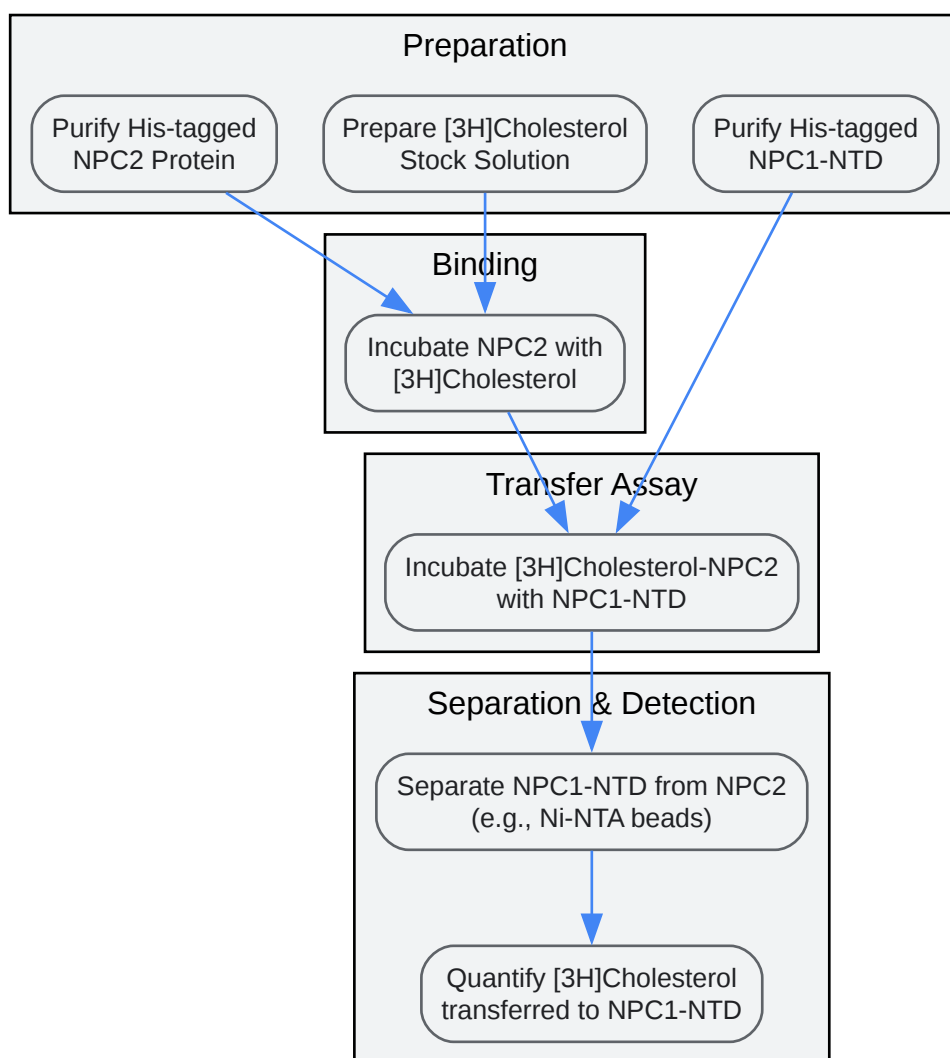 Preparation
Purify His-tagged
NPC2 Protein
Prepare [3H]Cholesterol
Stock Solution
Purify His-tagged
NPC1-NTD
Binding
Incubate NPC2 with
[3H]Cholesterol
Transfer Assay
Incubate [3H]Cholesterol-NPC2
with NPC1-NTD
Separation & Detection
Separate NPC1-NTD from NPC2
(e.g., Ni-NTA beads)
Quantify [3H]Cholesterol
transferred to NPC1-NTD